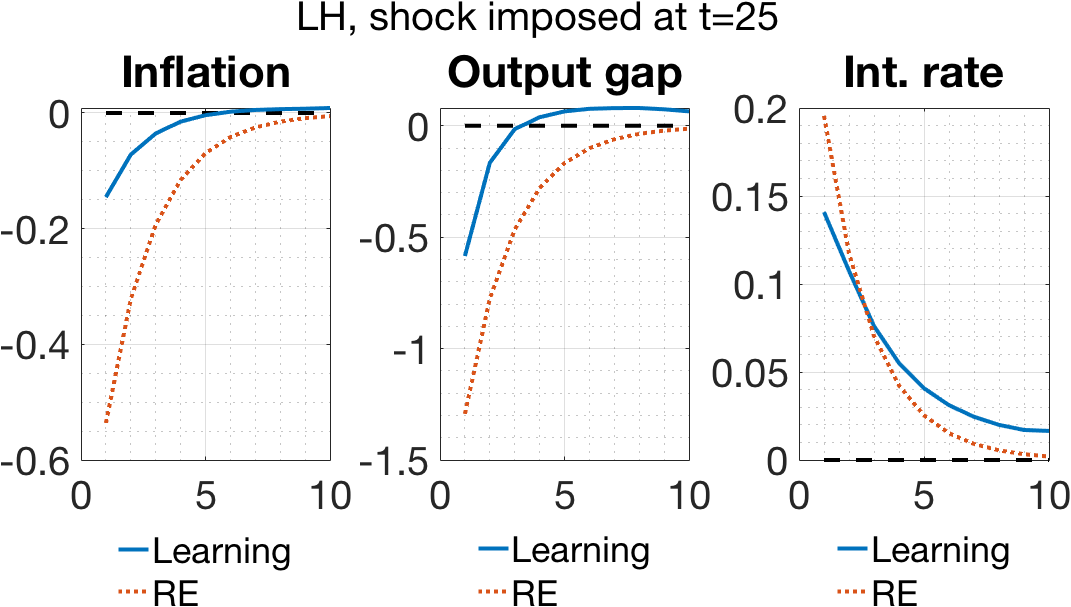 LH, shock imposed at t=25
Inflation
0
-0.2
-0.4
-0.6
0 5 10
Learning
RE
Output gap
0
-0.5
-1
-1.5
0 5 10
Learning
RE
Int. rate
0.2
0.15
0.1
0.05
0
0 5 10
Learning
RE